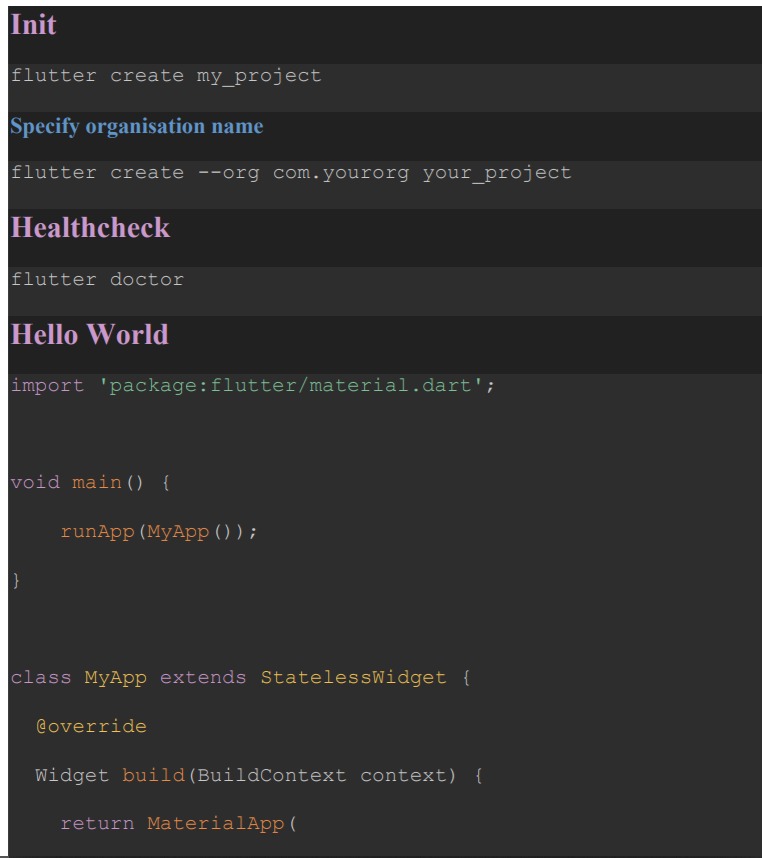 Init
flutter create my_project
Specify organisation name
flutter create --org com.yourorg your_project
Healthcheck
flutter doctor
Hello World
import 'package:flutter/material.dart';
void main() {
    runApp(MyApp());
}
class MyApp extends StatelessWidget {
  @override
  Widget build(BuildContext context) {
    return MaterialApp(